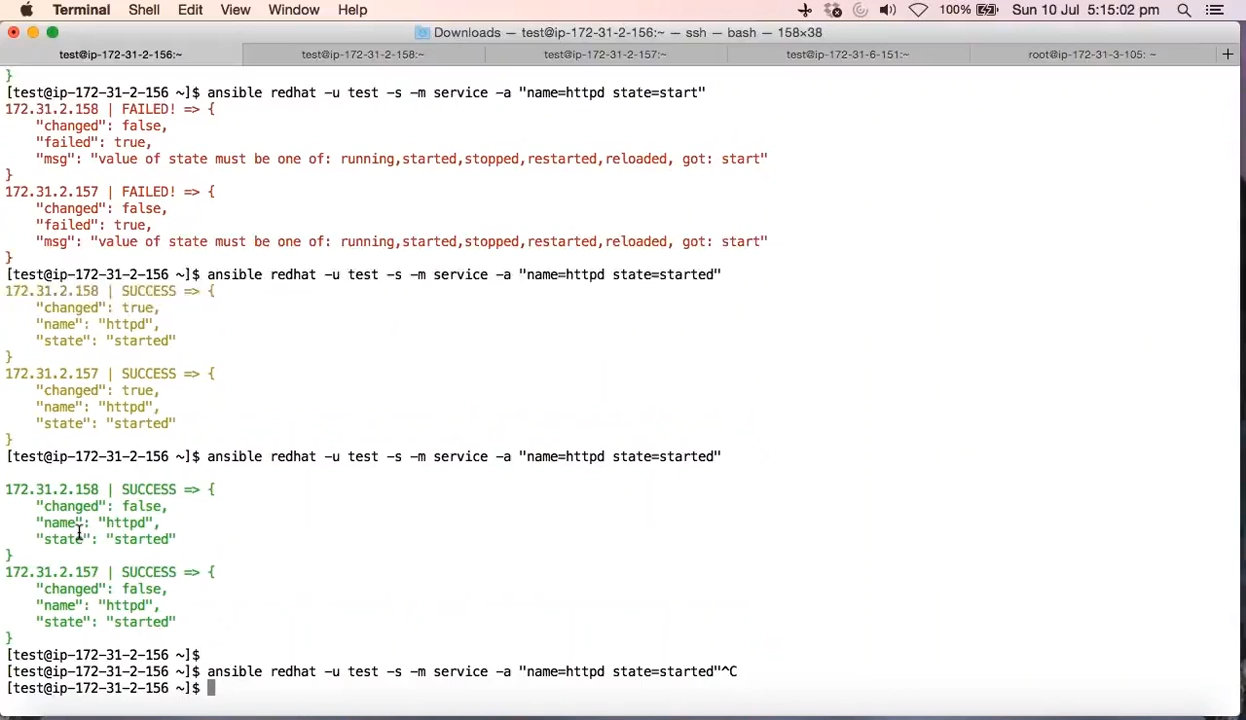 Terminal Shell Edit View Window Help 100% Sun 10 Jul 5:15:02 pm
Downloads — test@ip-172-31-2-156:~ — ssh — bash — 158×38
test@ip-172-31-2-156:~ test@ip-172-31-2-158:~ test@ip-172-31-2-157:~ test@ip-172-31-6-151:~ root@ip-172-31-3-105: ~ +
}
[test@ip-172-31-2-156 ~]$ ansible redhat -u test -s -m service -a "name=httpd state=start"
172.31.2.158 | FAILED! => {
"changed": false,
"failed": true,
"msg": "value of state must be one of: running,started,stopped,restarted,reloaded, got: start"
}
172.31.2.157 | FAILED! => {
"changed": false,
"failed": true,
"msg": "value of state must be one of: running,started,stopped,restarted,reloaded, got: start"
}
[test@ip-172-31-2-156 ~]$ ansible redhat -u test -s -m service -a "name=httpd state=started"
172.31.2.158 | SUCCESS => {
"changed": true,
"name": "httpd",
"state": "started"
}
172.31.2.157 | SUCCESS => {
"changed": true,
"name": "httpd",
"state": "started"
}
[test@ip-172-31-2-156 ~]$ ansible redhat -u test -s -m service -a "name=httpd state=started"
172.31.2.158 | SUCCESS => {
"changed": false,
"name": "httpd",
"state": "started"
}
172.31.2.157 | SUCCESS => {
"changed": false,
"name": "httpd",
"state": "started"
}
[test@ip-172-31-2-156 ~]$
[test@ip-172-31-2-156 ~]$ ansible redhat -u test -s -m service -a "name=httpd state=started"^C
[test@ip-172-31-2-156 ~]$